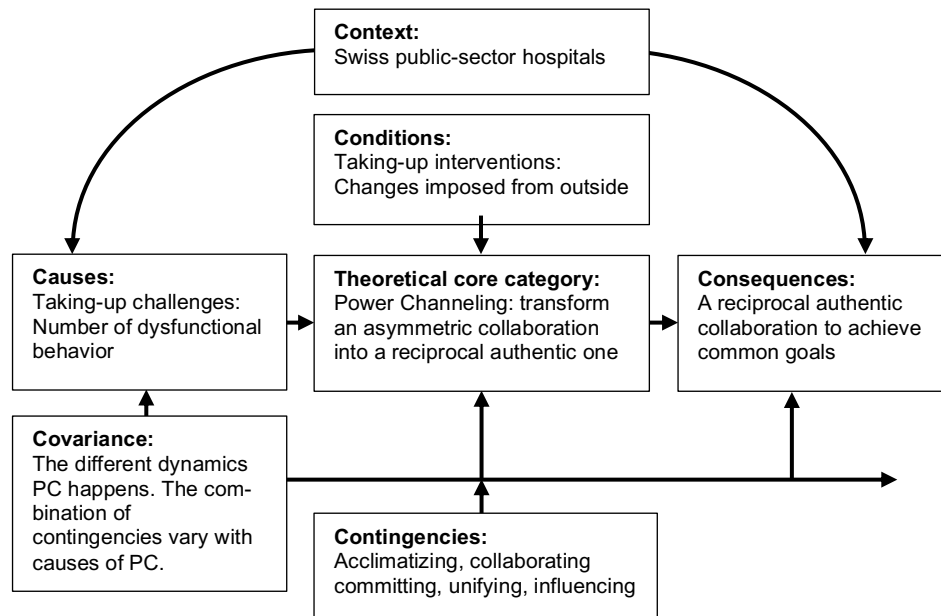 Context:
Swiss public-sector hospitals
Conditions:
Taking-up interventions:
Changes imposed from outside
Causes:
Taking-up challenges:
Number of dysfunctional
behavior
Theoretical core category:
Power Channeling: transform
an asymmetric collaboration
into a reciprocal authentic one
Consequences:
A reciprocal authentic
collaboration to achieve
common goals
Covariance:
The different dynamics
PC happens. The com-
bination of
contingencies vary with
causes of PC.
Contingencies:
Acclimatizing, collaborating
committing, unifying, influencing